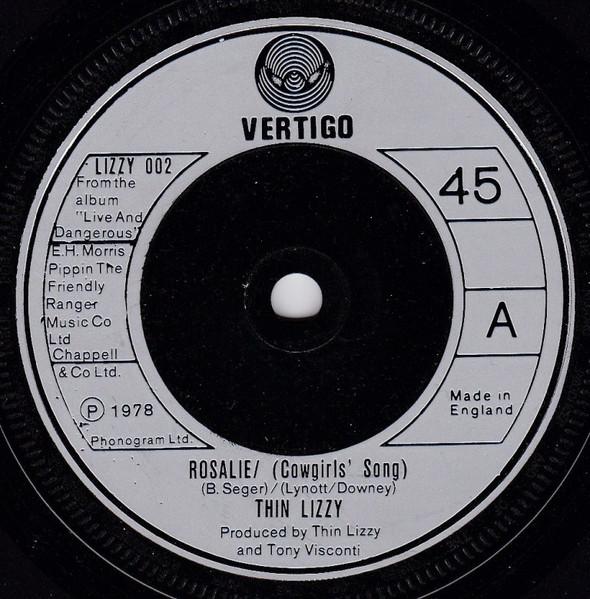 VERTIGO
LIZZY 002
From the
album
"Live And
Dangerous"
E.H. Morris
Pippin The
Friendly
Ranger
Music Co
Ltd
Chappell
& Co Ltd.
Ⓟ 1978
Phonogram Ltd.
45
A
Made in
England
ROSALIE/ (Cowgirls' Song)
(B. Seger)/(Lynott/Downey)
THIN LIZZY
Produced by Thin Lizzy
and Tony Visconti